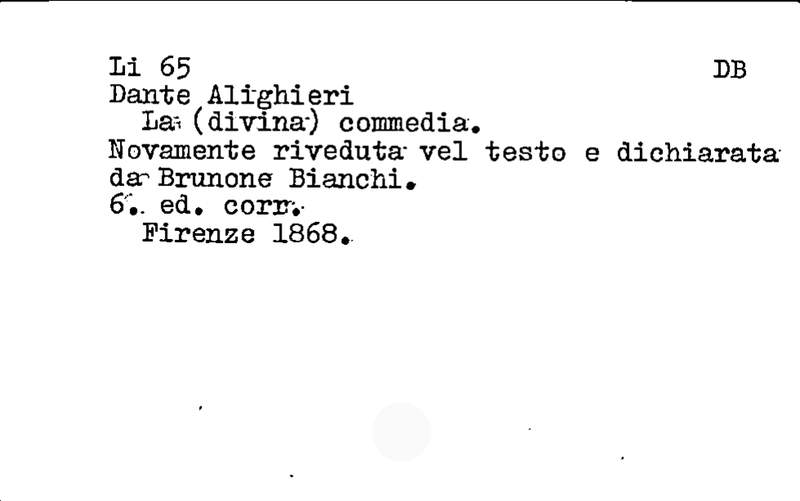 Li 65 DB
Dante Alighieri
La (divina) commedia.
Novamente riveduta vel testo e dichiarata
da Brunone Bianchi.
6. ed. corr.
Firenze 1868.